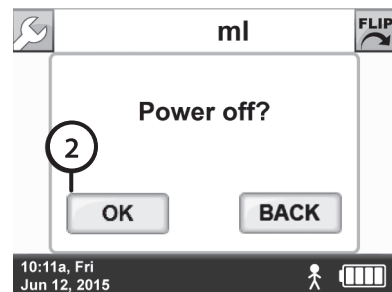 ml
FLIP
Power off?
2
OK
BACK
10:11a, Fri
Jun 12, 2015